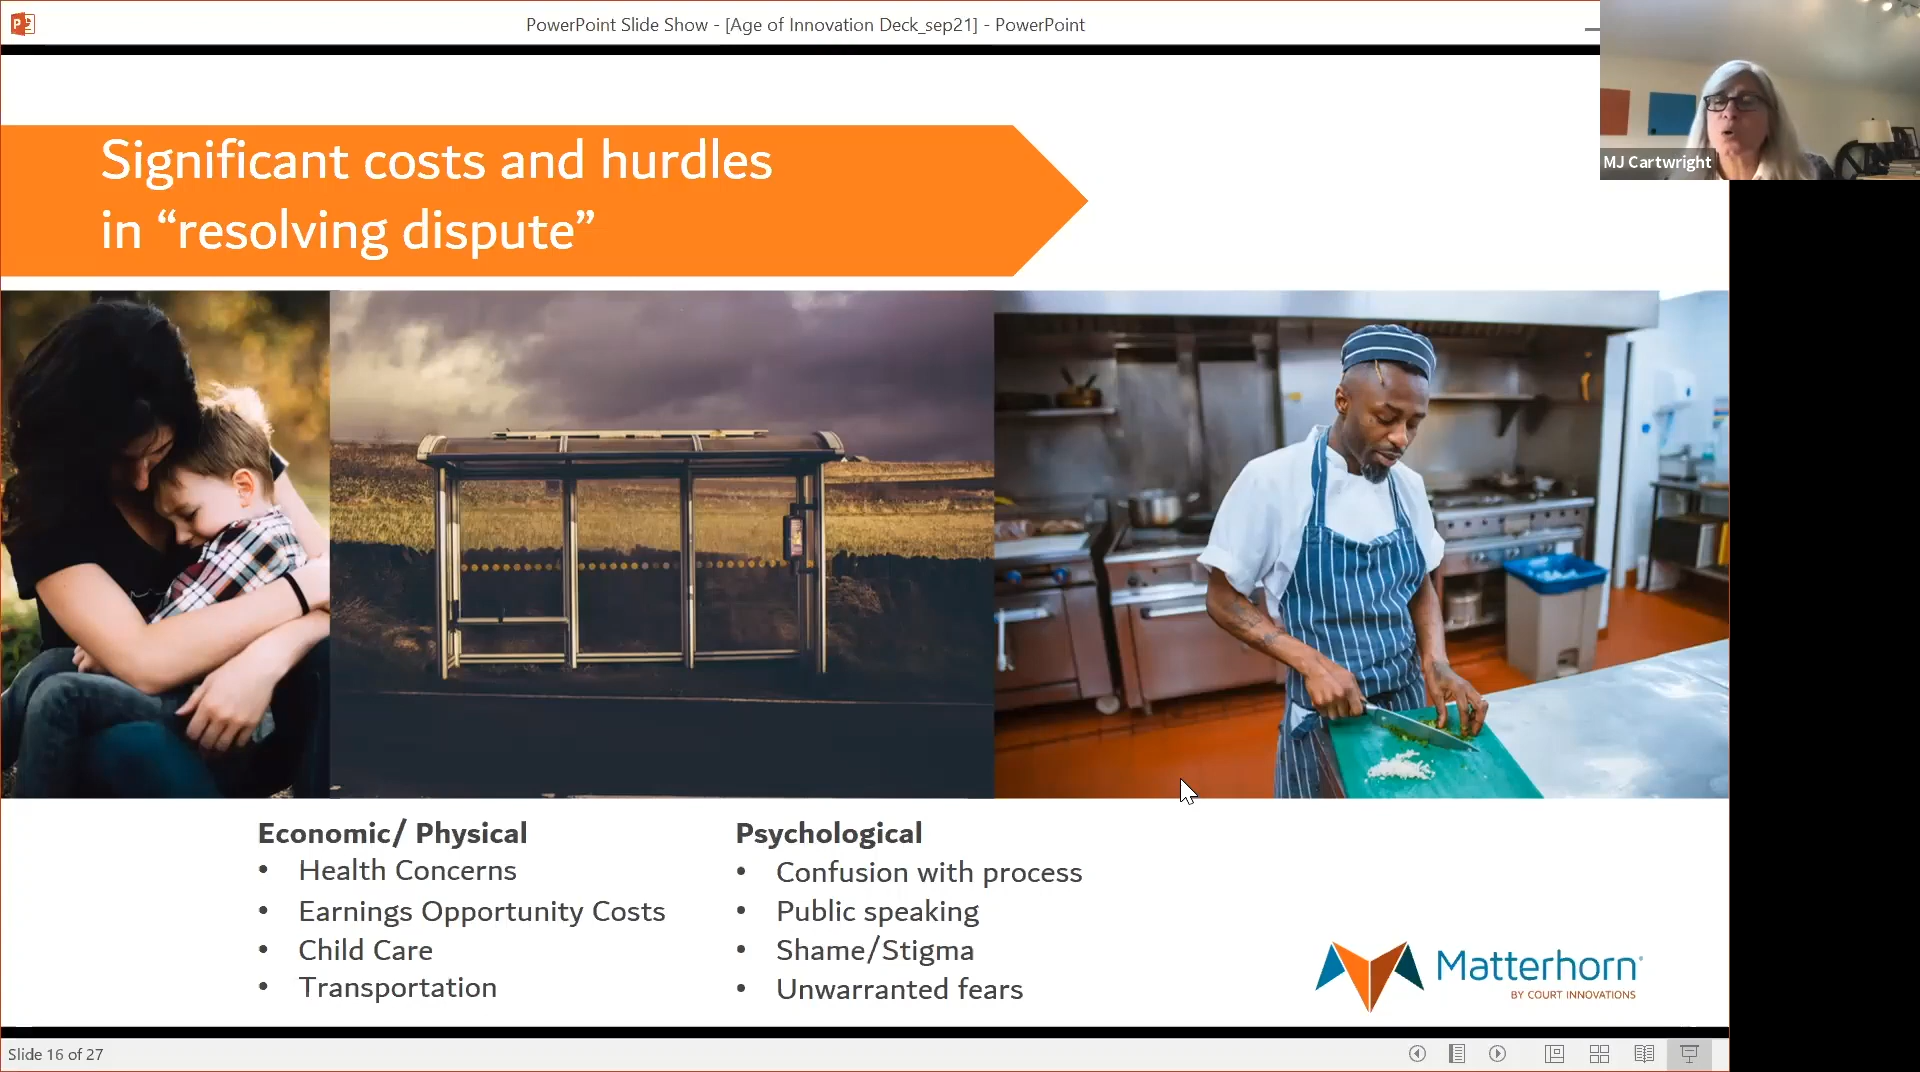 PowerPoint Slide Show - [Age of Innovation Deck_sep21] - PowerPoint
MJ Cartwright
Significant costs and hurdles
in “resolving dispute”
Economic/ Physical
• Health Concerns
• Earnings Opportunity Costs
• Child Care
• Transportation
Psychological
• Confusion with process
• Public speaking
• Shame/Stigma
• Unwarranted fears
Matterhorn
BY COURT INNOVATIONS
Slide 16 of 27